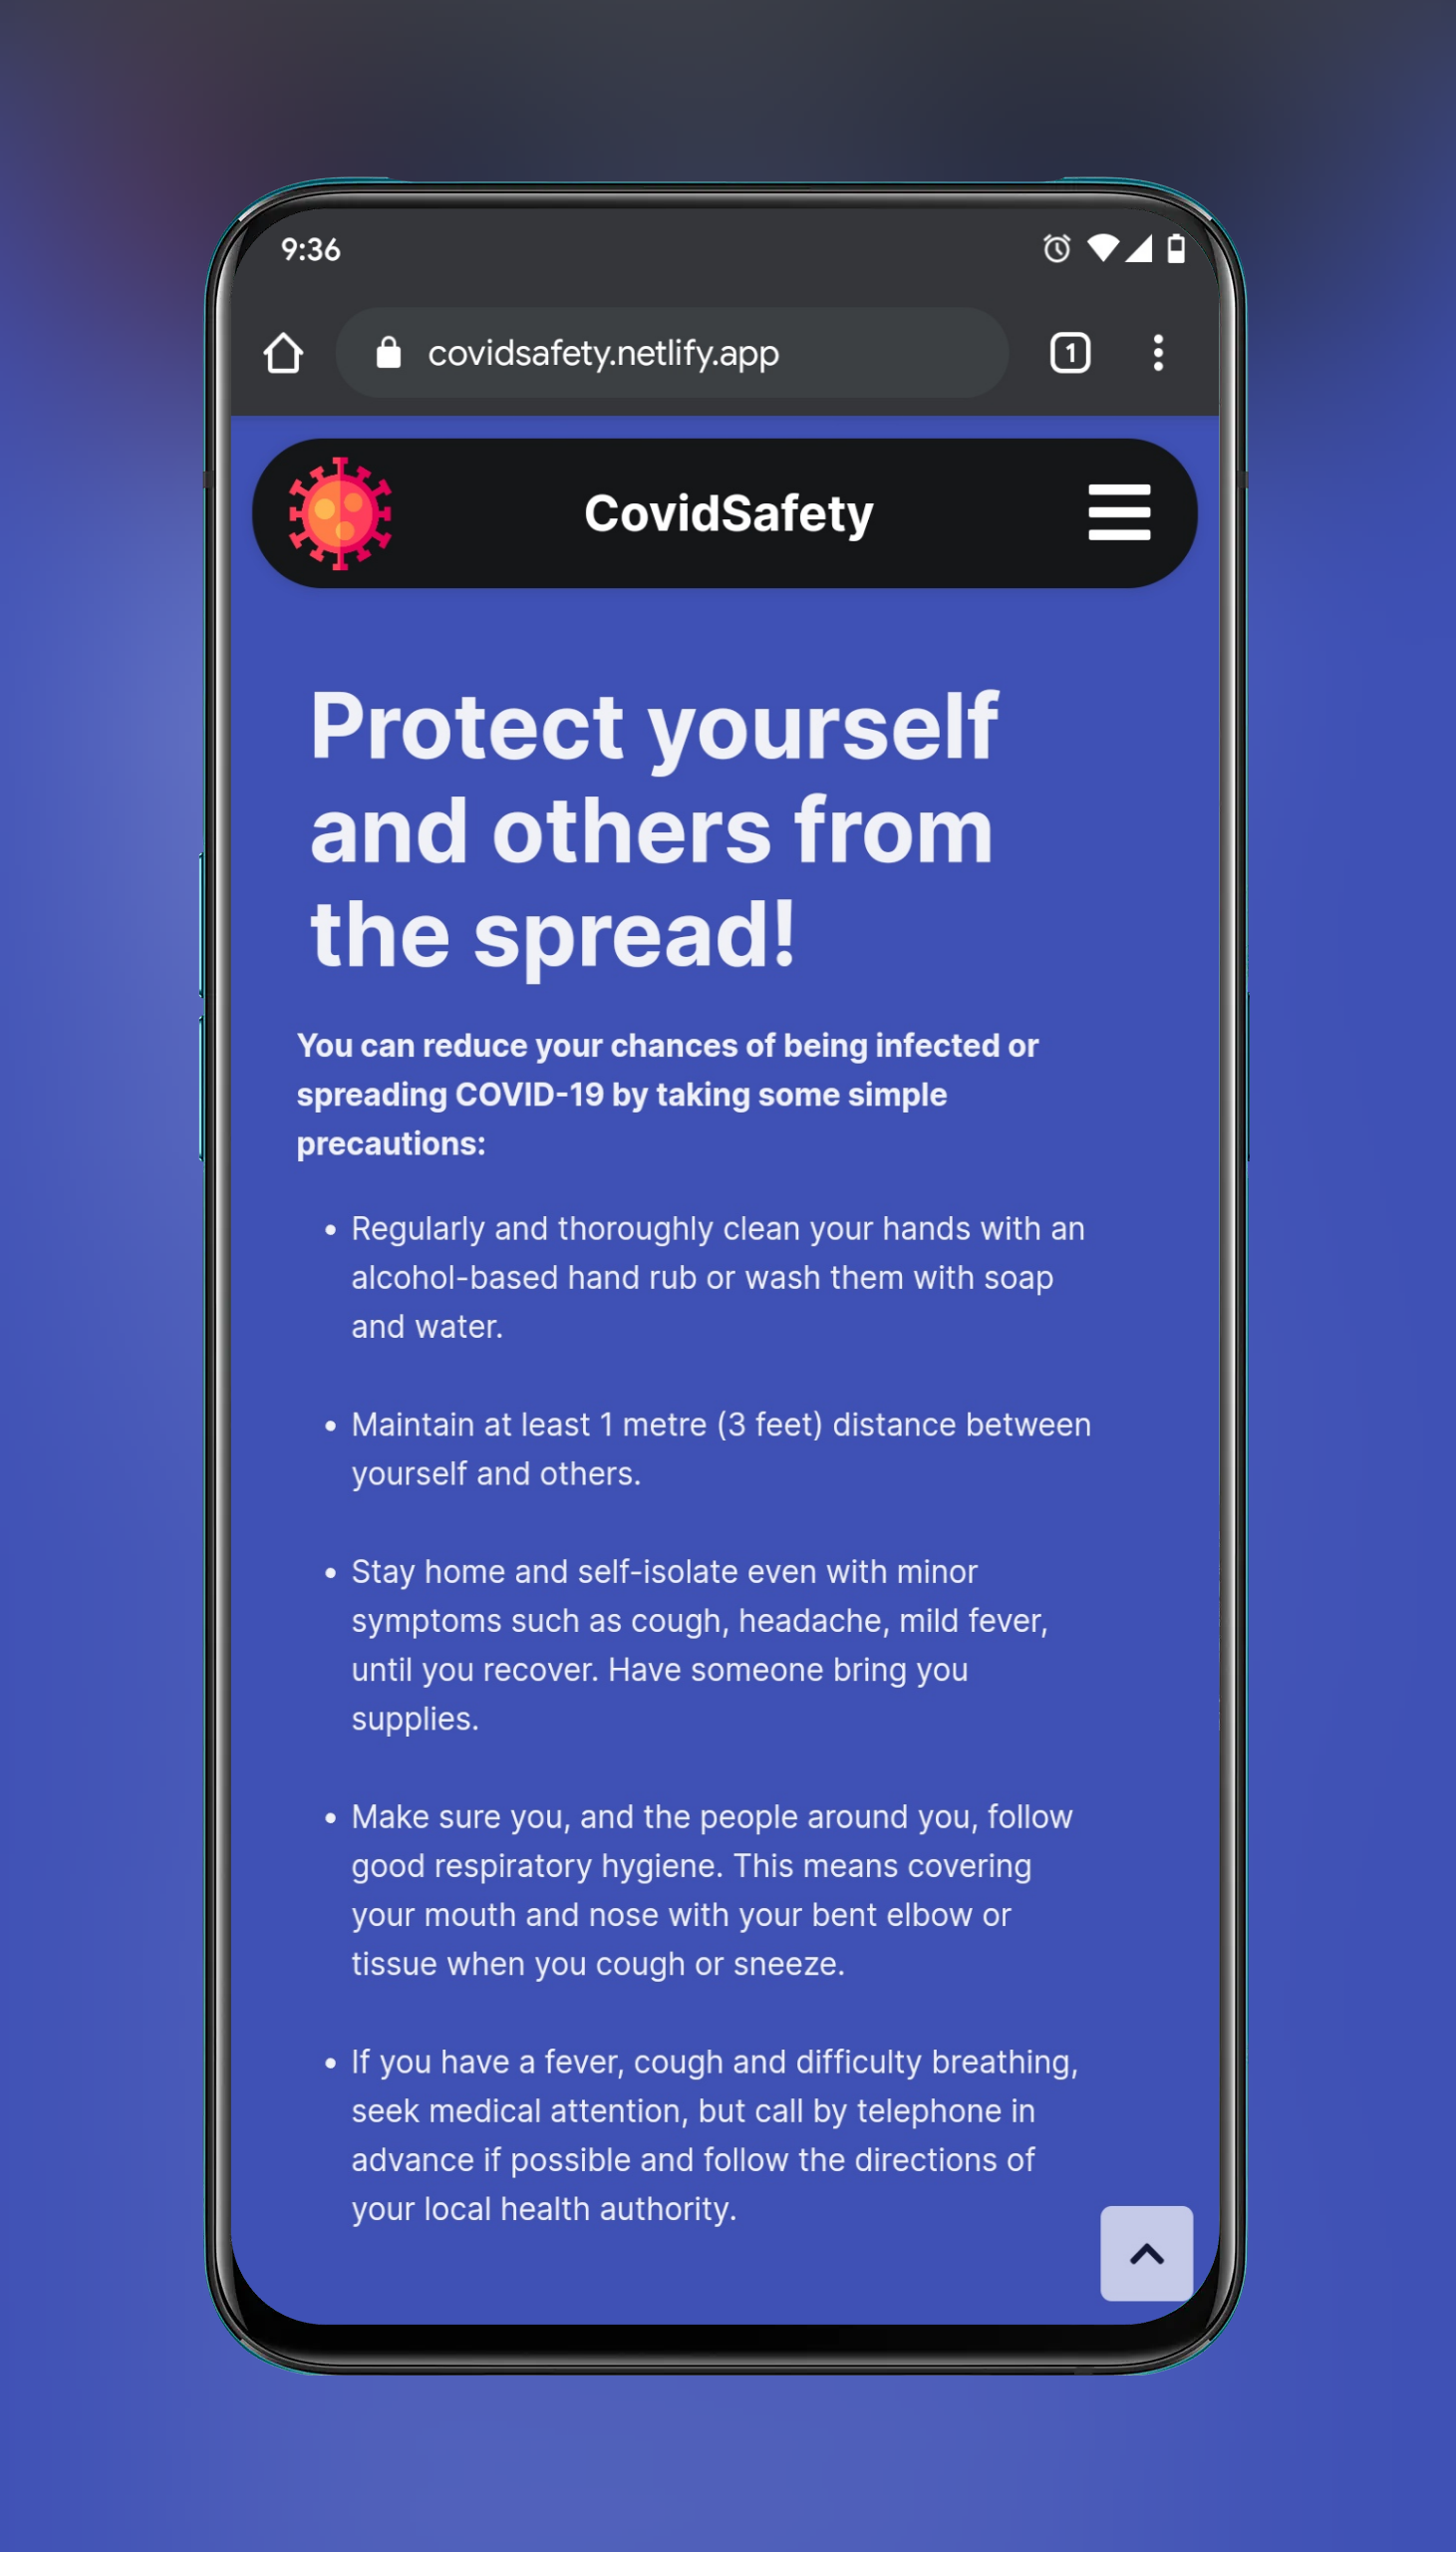 9:36
covidsafety.netlify.app
1
CovidSafety
Protect yourself
and others from
the spread!
You can reduce your chances of being infected or
spreading COVID-19 by taking some simple
precautions:
• Regularly and thoroughly clean your hands with an
alcohol-based hand rub or wash them with soap
and water.
• Maintain at least 1 metre (3 feet) distance between
yourself and others.
• Stay home and self-isolate even with minor
symptoms such as cough, headache, mild fever,
until you recover. Have someone bring you
supplies.
• Make sure you, and the people around you, follow
good respiratory hygiene. This means covering
your mouth and nose with your bent elbow or
tissue when you cough or sneeze.
• If you have a fever, cough and difficulty breathing,
seek medical attention, but call by telephone in
advance if possible and follow the directions of
your local health authority.